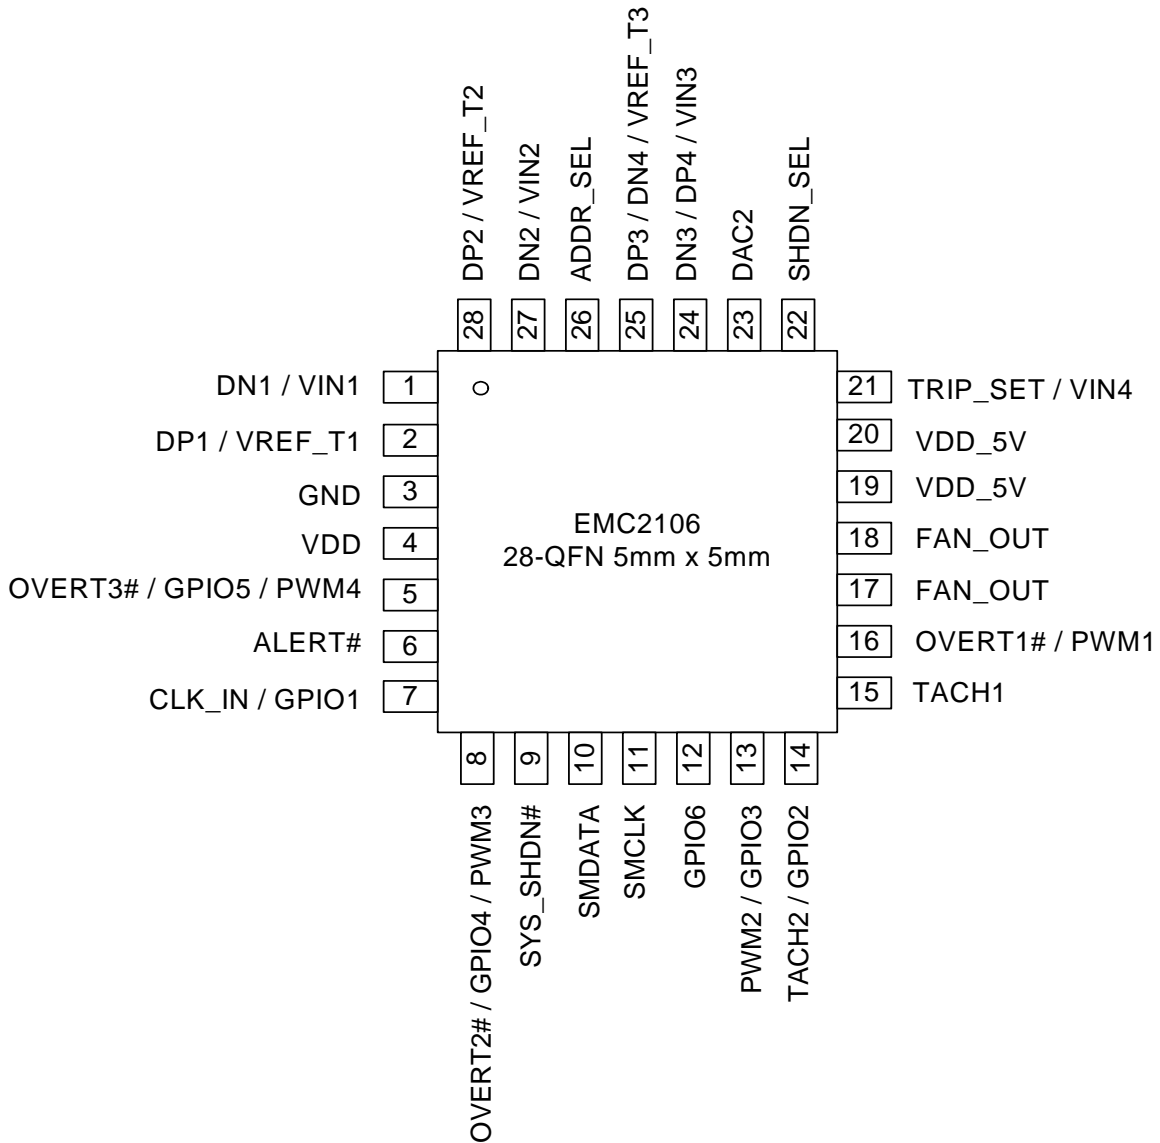 DP2 / VREF_T2
DN2 / VIN2
ADDR_SEL
DP3 / DN4 / VREF_T3
DN3 / DP4 / VIN3
DAC2
SHDN_SEL
28
27
26
25
24
23
22
DN1 / VIN1
1
DP1 / VREF_T1
2
GND
3
VDD
4
OVERT3# / GPIO5 / PWM4
5
ALERT#
6
CLK_IN / GPIO1
7
EMC2106
28-QFN 5mm x 5mm
21
TRIP_SET / VIN4
20
VDD_5V
19
VDD_5V
18
FAN_OUT
17
FAN_OUT
16
OVERT1# / PWM1
15
TACH1
8
9
10
11
12
13
14
OVERT2# / GPIO4 / PWM3
SYS_SHDN#
SMDATA
SMCLK
GPIO6
PWM2 / GPIO3
TACH2 / GPIO2